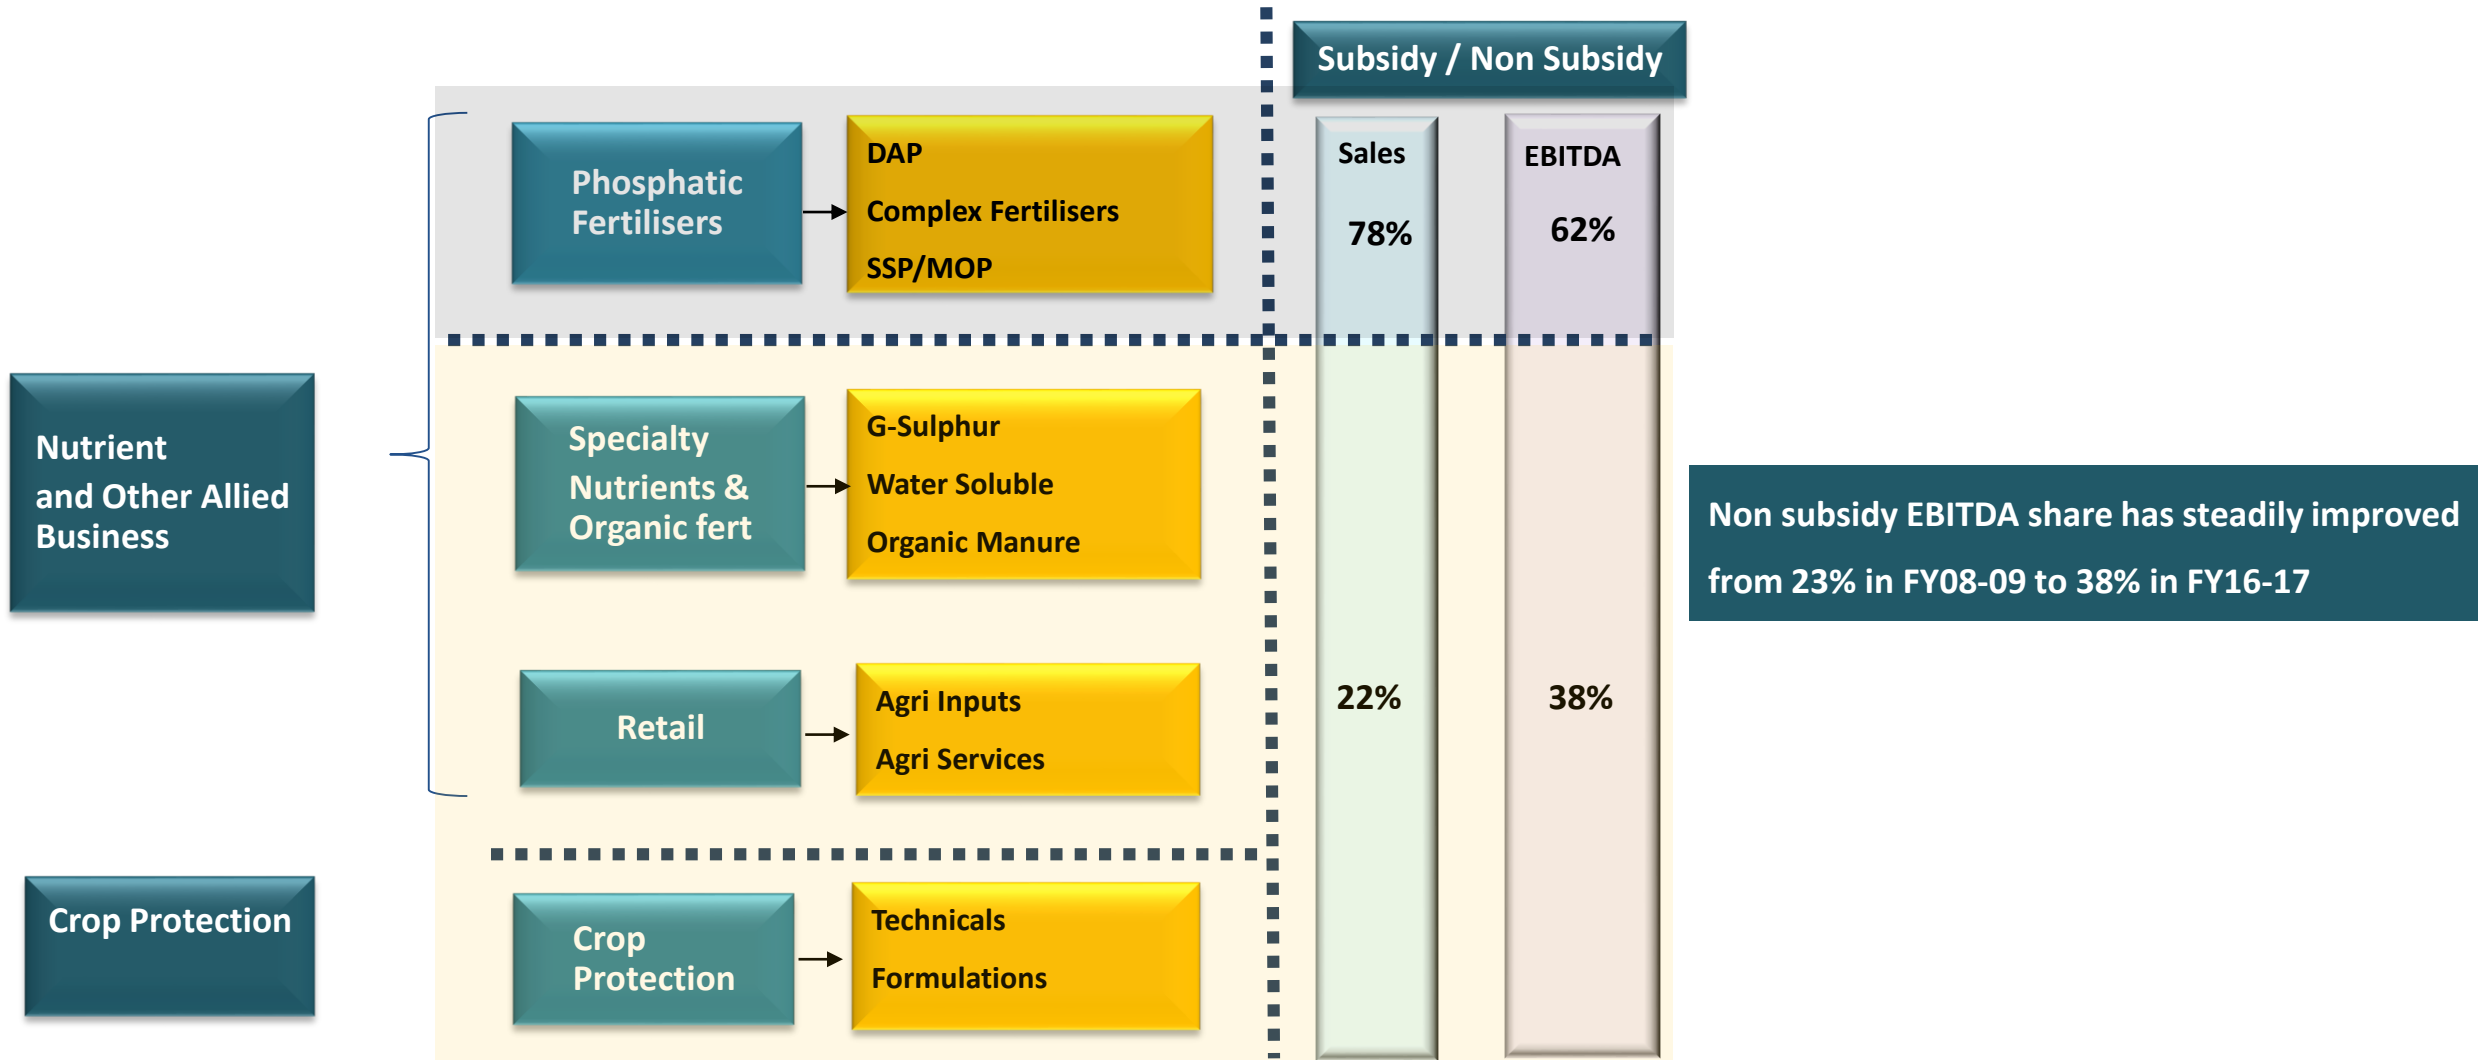 Subsidy / Non Subsidy
Phosphatic
Fertilisers
DAP
Complex Fertilisers
SSP/MOP
Sales
78%
EBITDA
62%
Nutrient
and Other Allied
Business
Specialty
Nutrients &
Organic fert
G-Sulphur
Water Soluble
Organic Manure
Non subsidy EBITDA share has steadily improved
from 23% in FY08-09 to 38% in FY16-17
Retail
Agri Inputs
Agri Services
22%
38%
Crop Protection
Crop
Protection
Technicals
Formulations